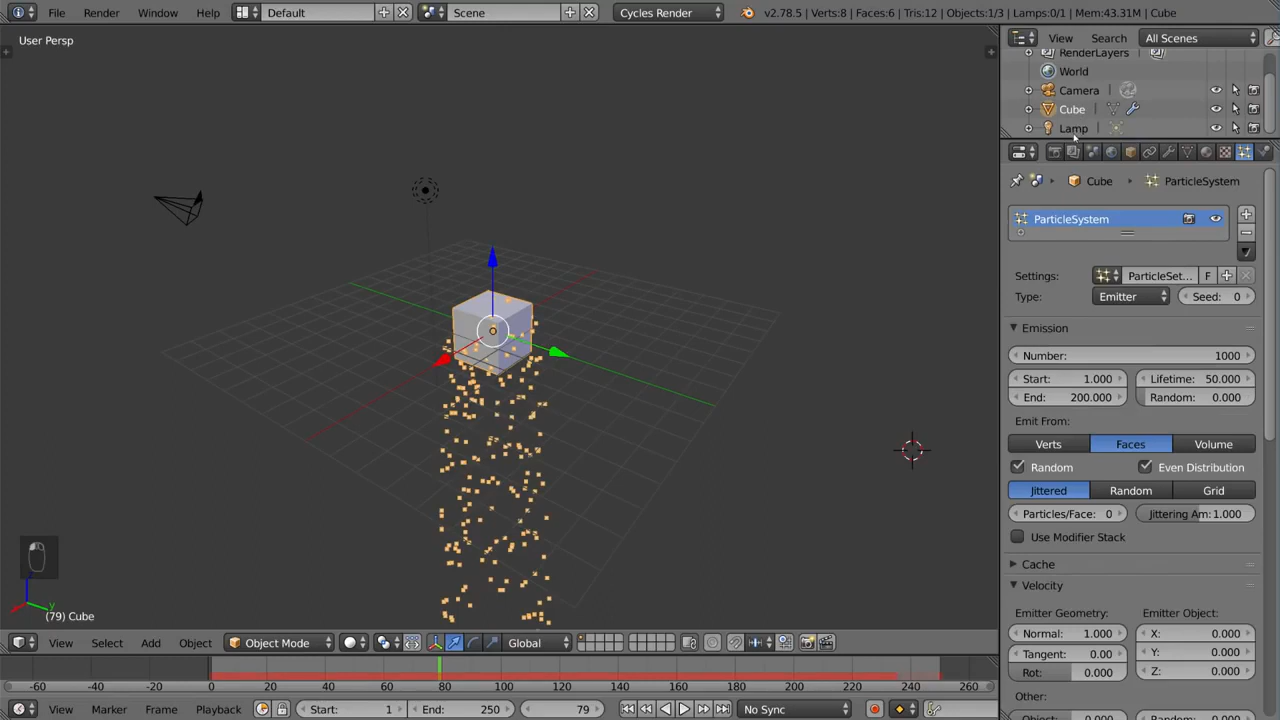 File Render Window Help Default Scene Cycles Render v2.78.5 | Verts:8 | Faces:6 | Tris:12 | Objects:1/3 | Lamps:0/1 | Mem:43.31M | Cube
User Persp
View Search All Scenes
RenderLayers
World
Camera
Cube
Lamp
Cube ParticleSystem
ParticleSystem
Settings: ParticleSet... F
Type: Emitter Seed: 0
Emission
Number: 1000
Start: 1.000 Lifetime: 50.000
End: 200.000 Random: 0.000
Emit From:
Verts Faces Volume
Random Even Distribution
Jittered Random Grid
Particles/Face: 0 Jittering Am: 1.000
Use Modifier Stack
Cache
Velocity
Emitter Geometry: Emitter Object:
Normal: 1.000 X: 0.000
Tangent: 0.00 Y: 0.000
Rot: 0.000 Z: 0.000
Other:
Object: 0.000 Random: 0.000
z
y
(79) Cube
View Select Add Object Object Mode Global
-60 -40 -20 0 20 40 60 80 100 120 140 160 180 200 220 240 260
View Marker Frame Playback Start: 1 End: 250 79 No Sync